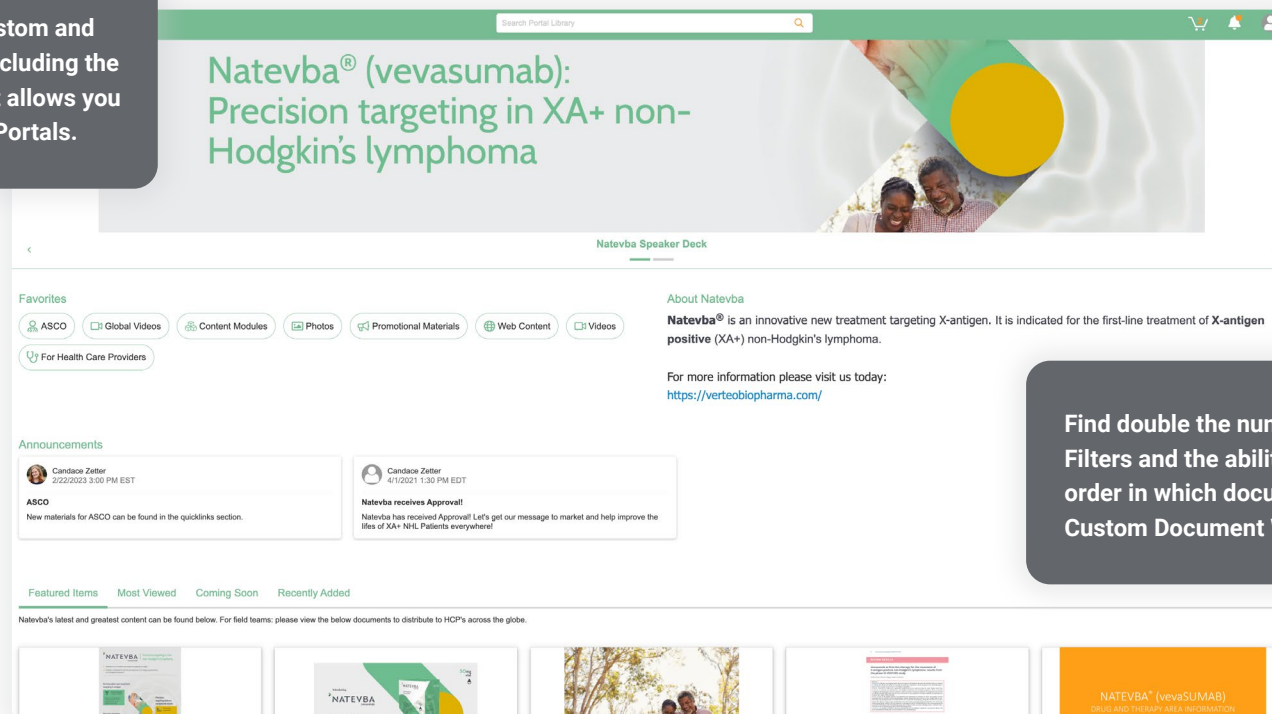 stom and
cluding the
t allows you
Portals.
Search Portal Library
Natevba® (vevasumab):
Precision targeting in XA+ non-
Hodgkin's lymphoma
Natevba Speaker Deck
Favorites
ASCO
Global Videos
Content Modules
Photos
Promotional Materials
Web Content
Videos
For Health Care Providers
About Natevba
Natevba® is an innovative new treatment targeting X-antigen. It is indicated for the first-line treatment of X-antigen
positive (XA+) non-Hodgkin's lymphoma.
For more information please visit us today:
https://verteobiopharma.com/
Find double the num
Filters and the abilit
order in which docu
Custom Document
Announcements
Candace Zetter
2/22/2023 3:00 PM EST
ASCO
New materials for ASCO can be found in the quicklinks section.
Candace Zetter
4/1/2021 1:30 PM EDT
Natevba receives Approval!
Natevba has received Approval! Let's get our message to market and help improve the
lifes of XA+ NHL Patients everywhere!
Featured Items
Most Viewed
Coming Soon
Recently Added
Natevba's latest and greatest content can be found below. For field teams: please view the below documents to distribute to HCP's across the globe.
NATEVBA
NATEVBA
NATEVBA® (vevaSUMAB)
DRUG AND THERAPY AREA INFORMATION